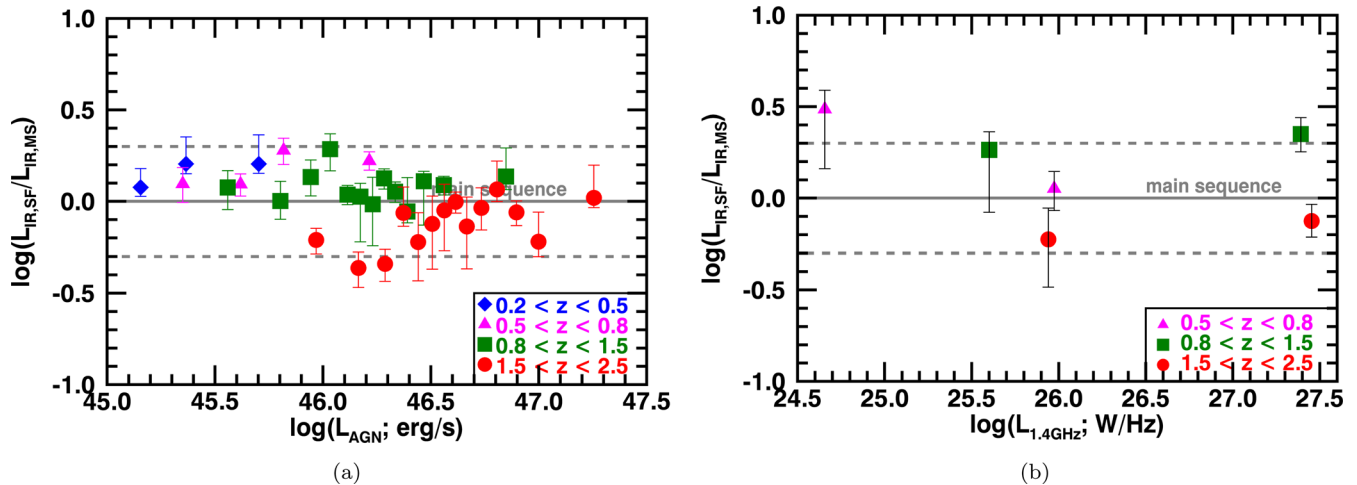 1.0
0.5
0.0
-0.5
-1.0
log(L_IR,SF/L_IR,MS)
main sequence
0.2 < z < 0.5
0.5 < z < 0.8
0.8 < z < 1.5
1.5 < z < 2.5
45.0 45.5 46.0 46.5 47.0 47.5
log(L_AGN; erg/s)
(a)
1.0
0.5
0.0
-0.5
-1.0
log(L_IR,SF/L_IR,MS)
main sequence
0.5 < z < 0.8
0.8 < z < 1.5
1.5 < z < 2.5
24.5 25.0 25.5 26.0 26.5 27.0 27.5
log(L_1.4GHz; W/Hz)
(b)